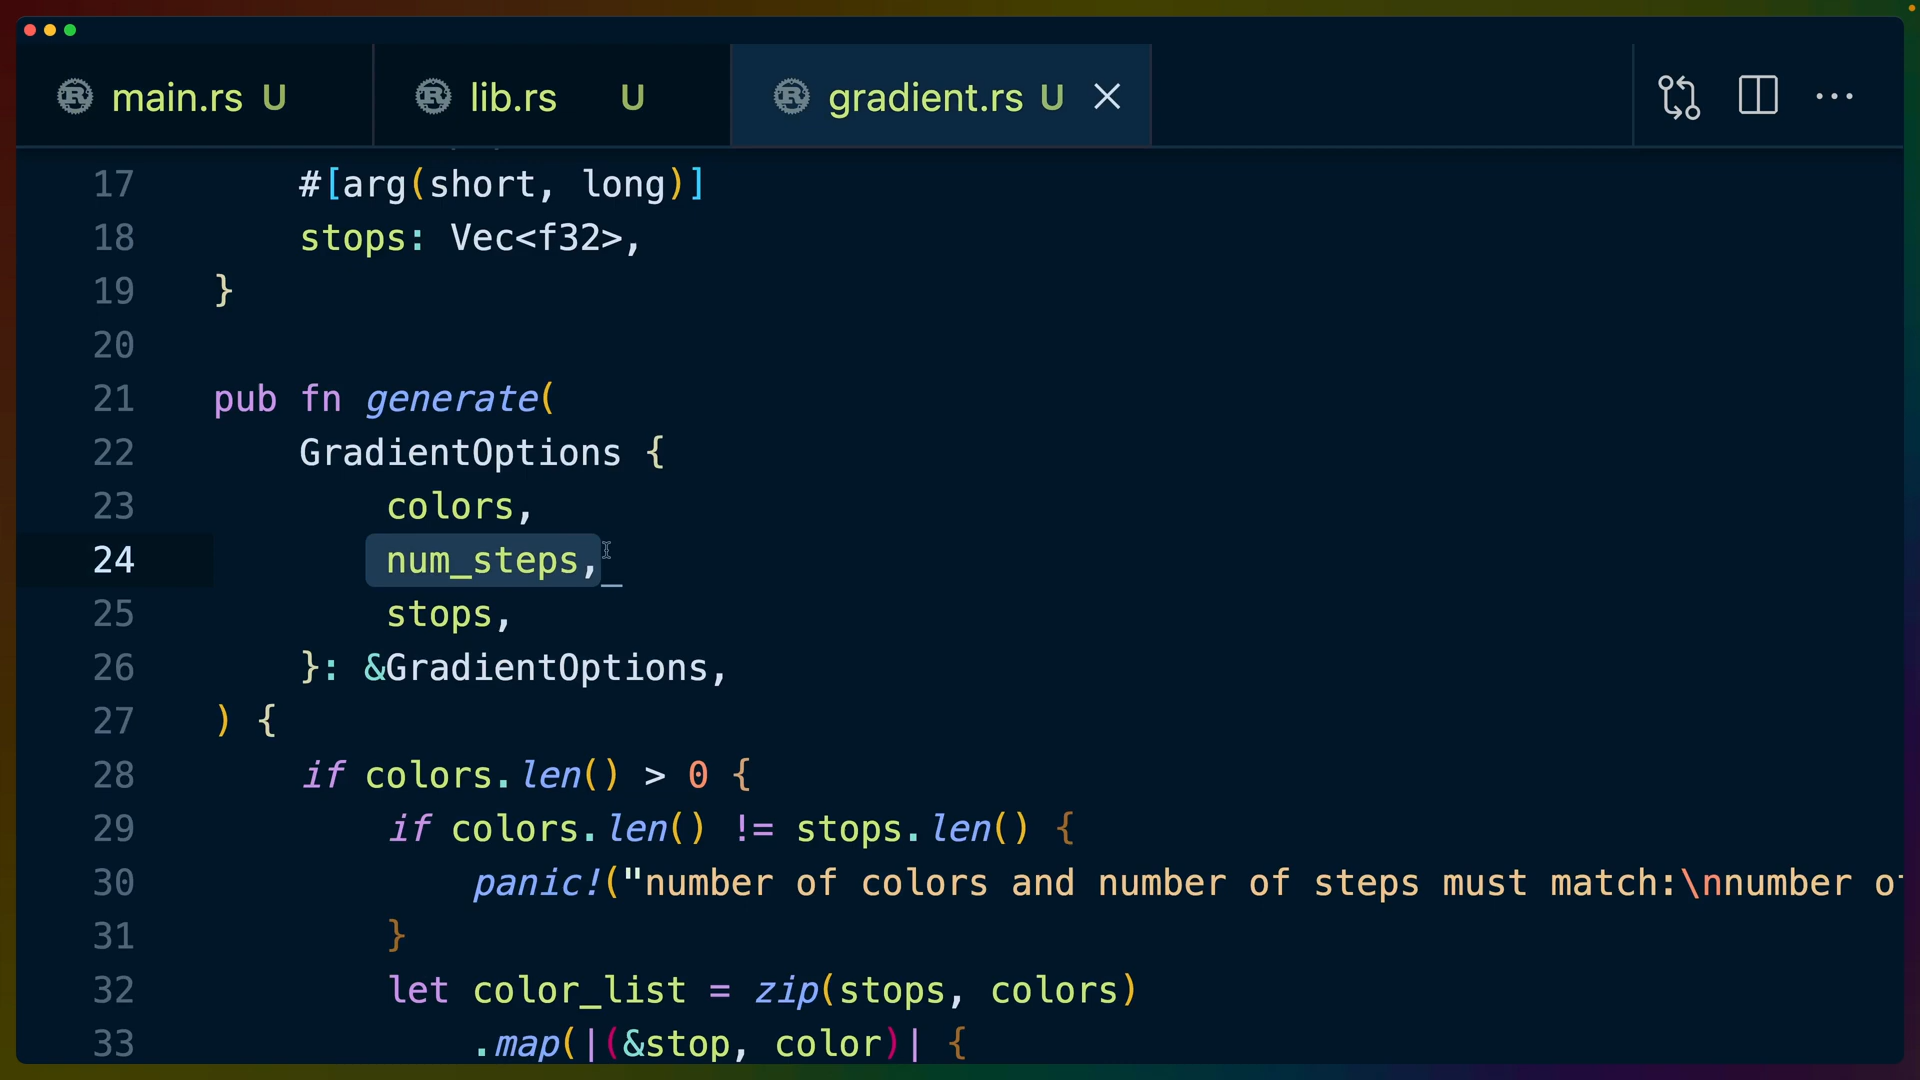 main.rs U
lib.rs U
gradient.rs U
17 #[arg(short, long)]
18 stops: Vec<f32>,
19 }
20
21 pub fn generate(
22 GradientOptions {
23 colors,
24 num_steps,
25 stops,
26 }: &GradientOptions,
27 ) {
28 if colors.len() > 0 {
29 if colors.len() != stops.len() {
30 panic!("number of colors and number of steps must match:\nnumber of
31 }
32 let color_list = zip(stops, colors)
33 .map(|(&stop, color)| {